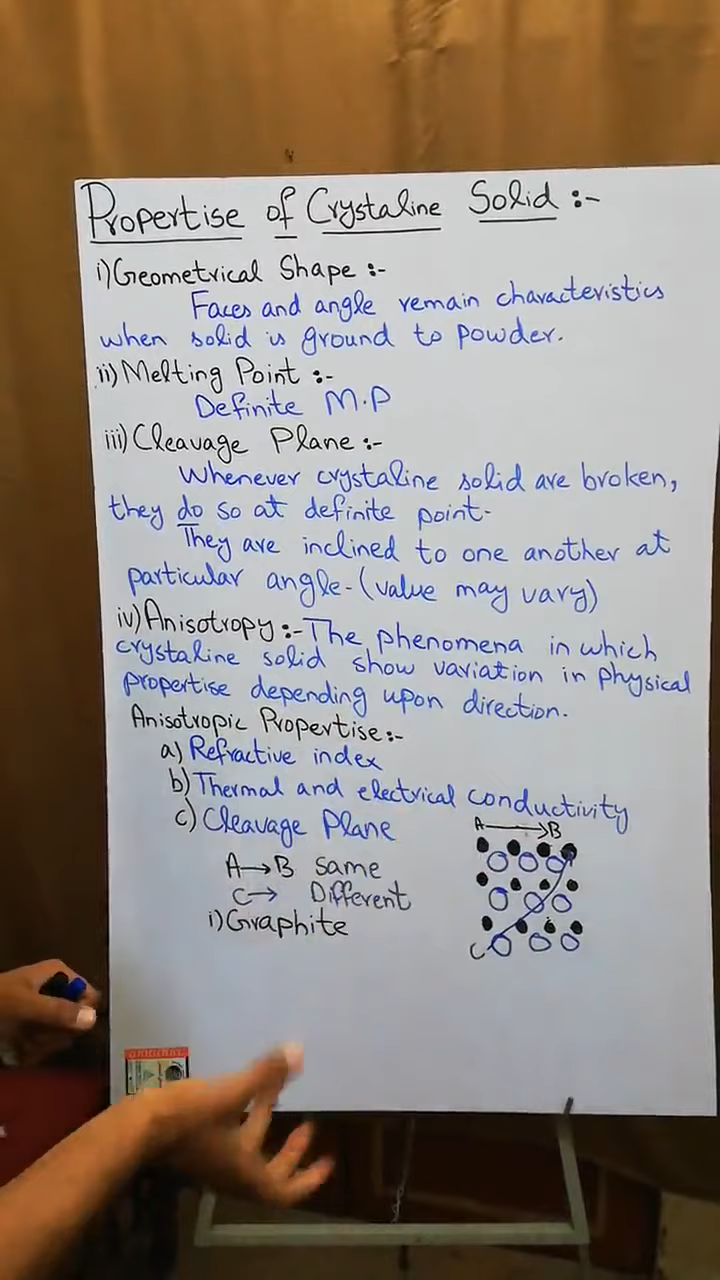 Propertise of Crystaline Solid :-
i) Geometrical Shape :-
Faces and angle remain characteristics
when solid is ground to powder.
ii) Melting Point :-
Definite M.P
iii) Cleavage Plane :-
Whenever crystaline solid are broken,
they do so at definite point.
They are inclined to one another at
particular angle. (value may vary)
iv) Anisotropy :- The phenomena in which
crystaline solid show variation in physical
propertise depending upon direction.
Anisotropic Propertise :-
a) Refractive index
b) Thermal and electrical conductivity
c) Cleavage Plane
A → B
A → B same
C → Different
i) Graphite
C
ORIGINAL